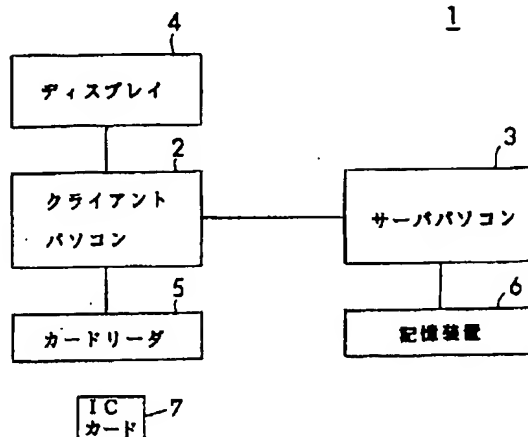 1
4
ディスプレイ
2
クライアント
パソコン
3
サーバパソコン
5
カードリーダ
6
記憶装置
IC
カード
7